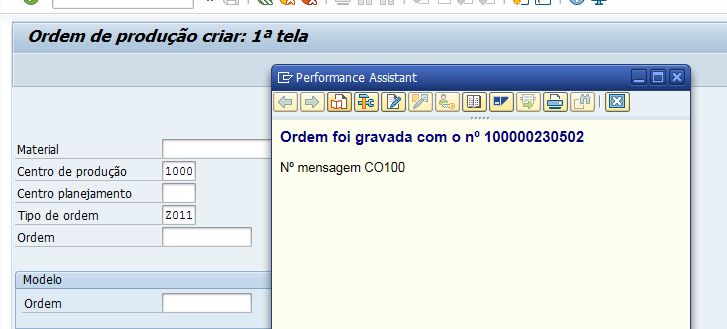 Ordem de produção criar: 1ª tela
Performance Assistant
Ordem foi gravada com o nº 100000230502
Nº mensagem CO100
Material
Centro de produção 1000
Centro planejamento
Tipo de ordem Z011
Ordem
Modelo
Ordem